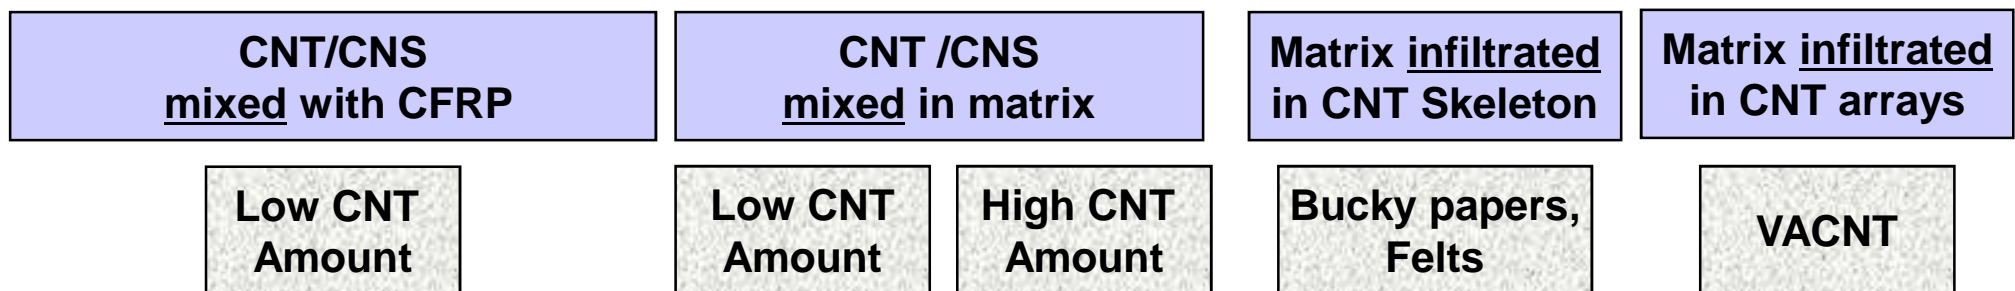 CNT/CNS
mixed with CFRP
CNT /CNS
mixed in matrix
Matrix infiltrated
in CNT Skeleton
Matrix infiltrated
in CNT arrays
Low CNT
Amount
Low CNT
Amount
High CNT
Amount
Bucky papers,
Felts
VACNT